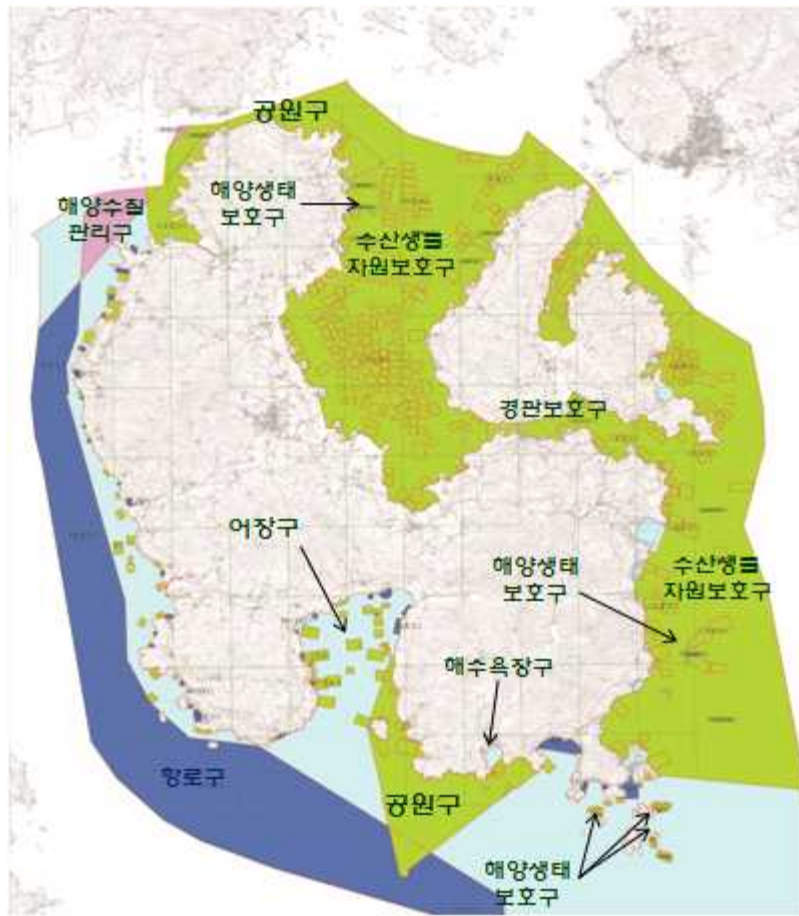 공원구
해양생태
보호구
해양수질
관리구
수산생물
자원보호구
경관보호구
어장구
해양생태
보호구
수산생물
자원보호구
해수욕장구
항로구
공원구
해양생태
보호구